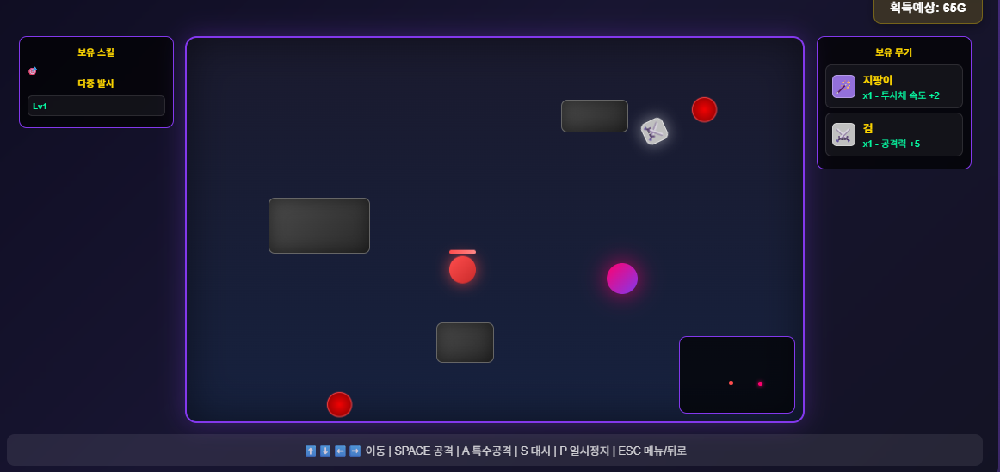 획득예상: 65G
보유 스킬
다중 발사
Lv1
보유 무기
지팡이
x1 - 투사체 속도 +2
검
x1 - 공격력 +5
⬆️ ⬇️ ⬅️ ➡️ 이동 | SPACE 공격 | A 특수공격 | S 대시 | P 일시정지 | ESC 메뉴/뒤로